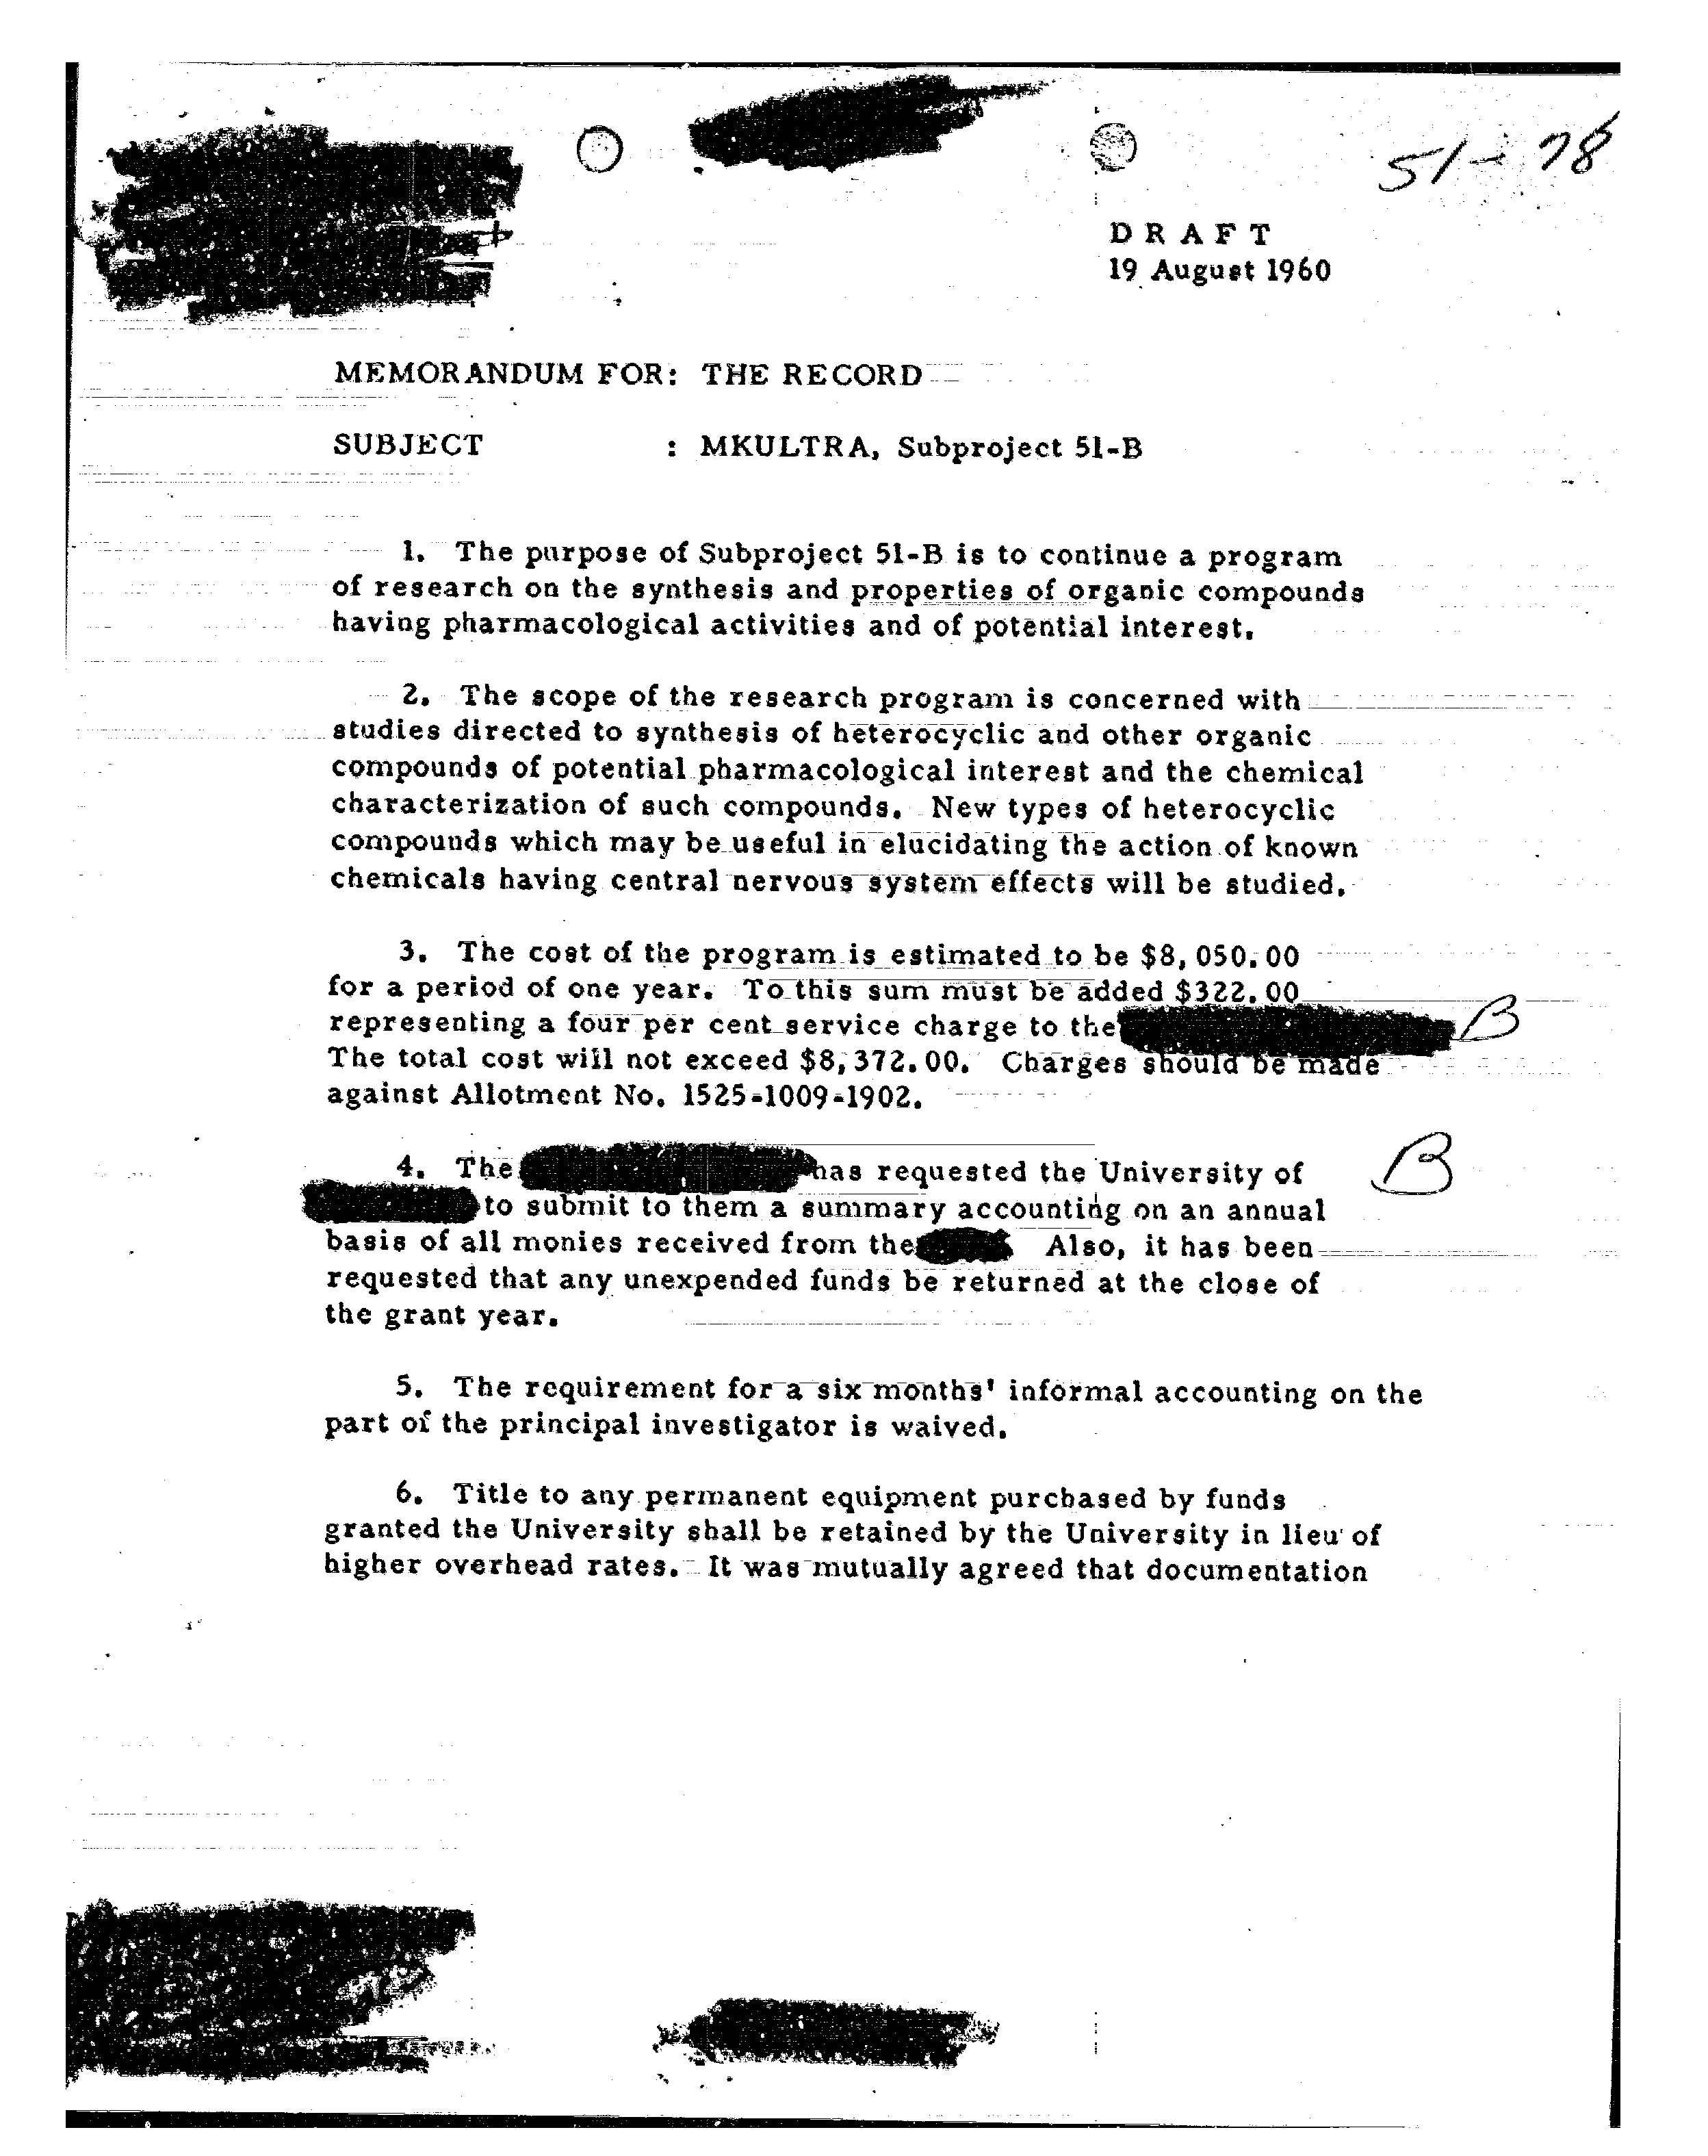 51-78
D R A F T
19 August 1960
MEMORANDUM FOR: THE RECORD
SUBJECT : MKULTRA, Subproject 51-B
1. The purpose of Subproject 51-B is to continue a program
of research on the synthesis and properties of organic compounds
having pharmacological activities and of potential interest.
2. The scope of the research program is concerned with
studies directed to synthesis of heterocyclic and other organic
compounds of potential pharmacological interest and the chemical
characterization of such compounds. New types of heterocyclic
compounds which may be useful in elucidating the action of known
chemicals having central nervous system effects will be studied.
3. The cost of the program is estimated to be $8,050.00
for a period of one year. To this sum must be added $322.00
representing a four per cent service charge to the B
The total cost will not exceed $8,372.00. Charges should be made
against Allotment No. 1525-1009-1902.
4. The has requested the University of B
to submit to them a summary accounting on an annual
basis of all monies received from the Also, it has been
requested that any unexpended funds be returned at the close of
the grant year.
5. The requirement for a six months' informal accounting on the
part of the principal investigator is waived.
6. Title to any permanent equipment purchased by funds
granted the University shall be retained by the University in lieu of
higher overhead rates. It was mutually agreed that documentation